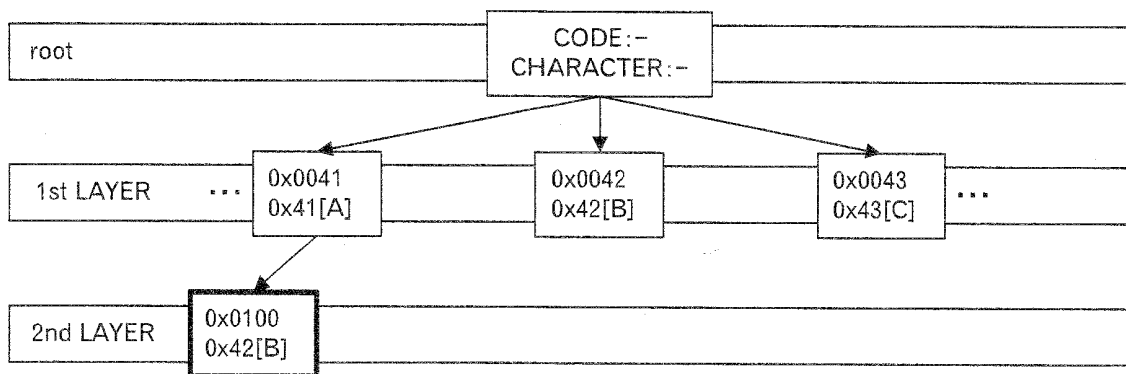 root
CODE:–
CHARACTER:–
1st LAYER ...
0x0041
0x41[A]
0x0042
0x42[B]
0x0043
0x43[C]
...
2nd LAYER
0x0100
0x42[B]